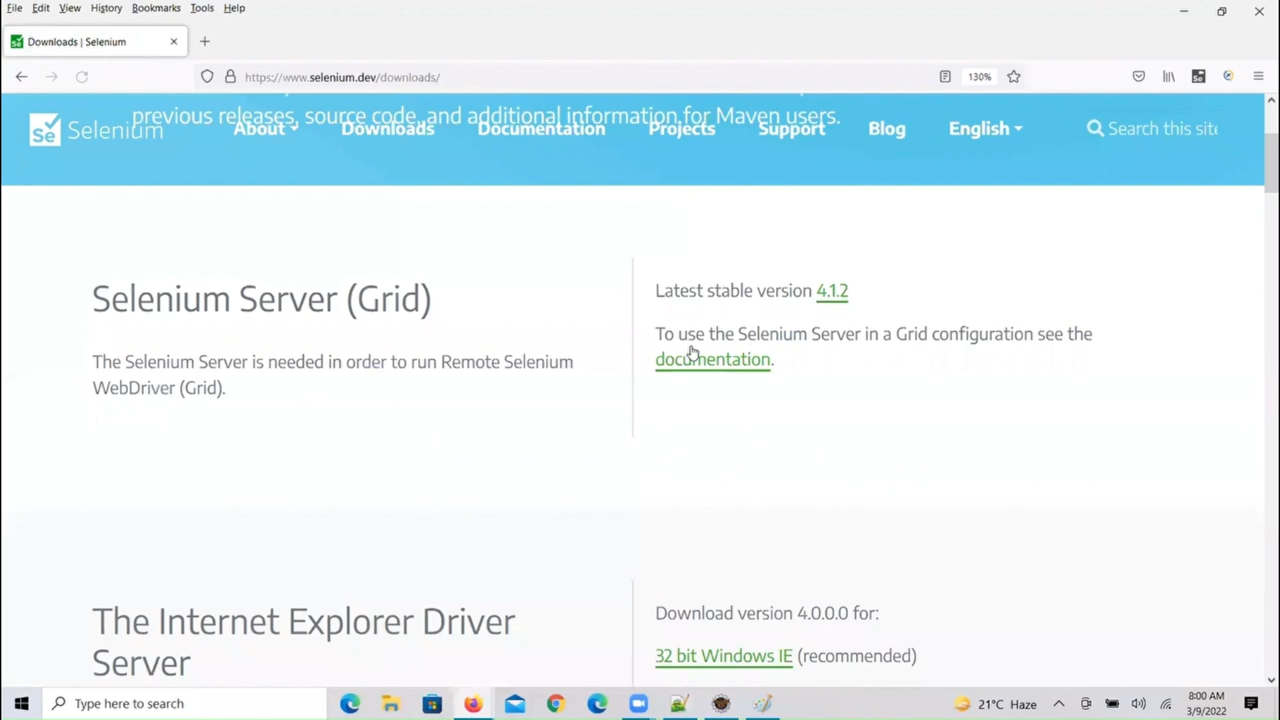 File Edit View History Bookmarks Tools Help
Downloads | Selenium
https://www.selenium.dev/downloads/
130%
previous releases, source code, and additional information for Maven users.
Se Selenium About Downloads Documentation Projects Support Blog English Search this site
Selenium Server (Grid)
The Selenium Server is needed in order to run Remote Selenium
WebDriver (Grid).
Latest stable version 4.1.2
To use the Selenium Server in a Grid configuration see the
documentation.
The Internet Explorer Driver
Server
Download version 4.0.0.0 for:
32 bit Windows IE (recommended)
Type here to search
21°C Haze
8:00 AM
3/9/2022